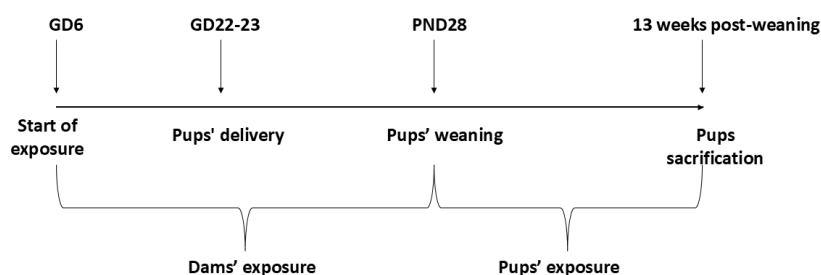 GD6
GD22-23
PND28
13 weeks post-weaning
Start of
exposure
Pups' delivery
Pups’ weaning
Pups
sacrification
Dams’ exposure
Pups’ exposure